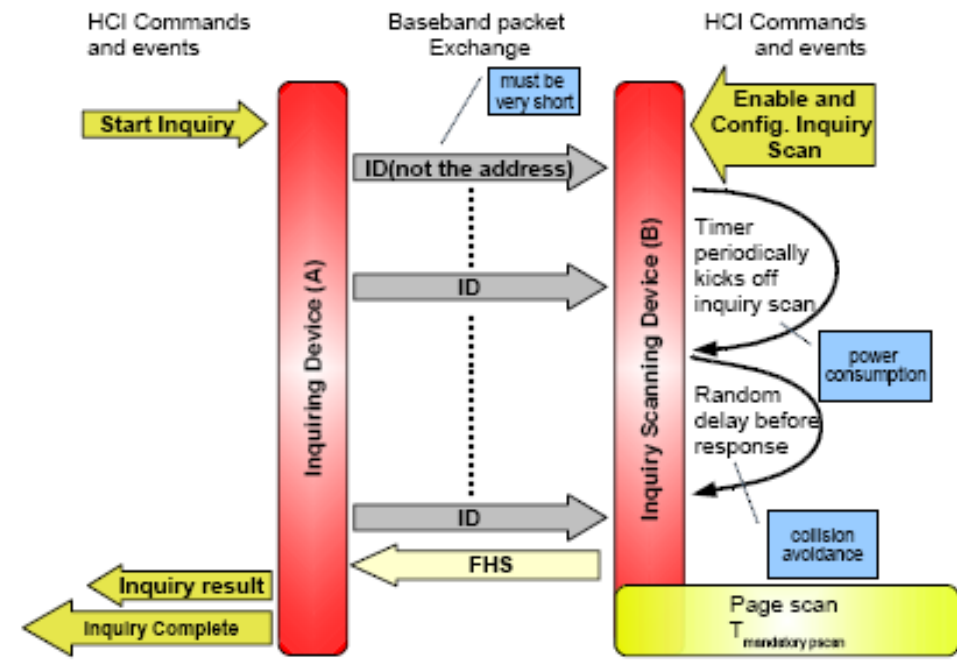 HCI Commands
and events
Baseband packet
Exchange
HCI Commands
and events
must be
very short
Start Inquiry
Enable and
Config. Inquiry
Scan
ID(not the address)
Timer
periodically
kicks off
inquiry scan
ID
Inquiring Device (A)
Inquiry Scanning Device (B)
power
consumption
Random
delay before
response
ID
collision
avoidance
FHS
Inquiry result
Inquiry Complete
Page scan
Tmandatory pscan